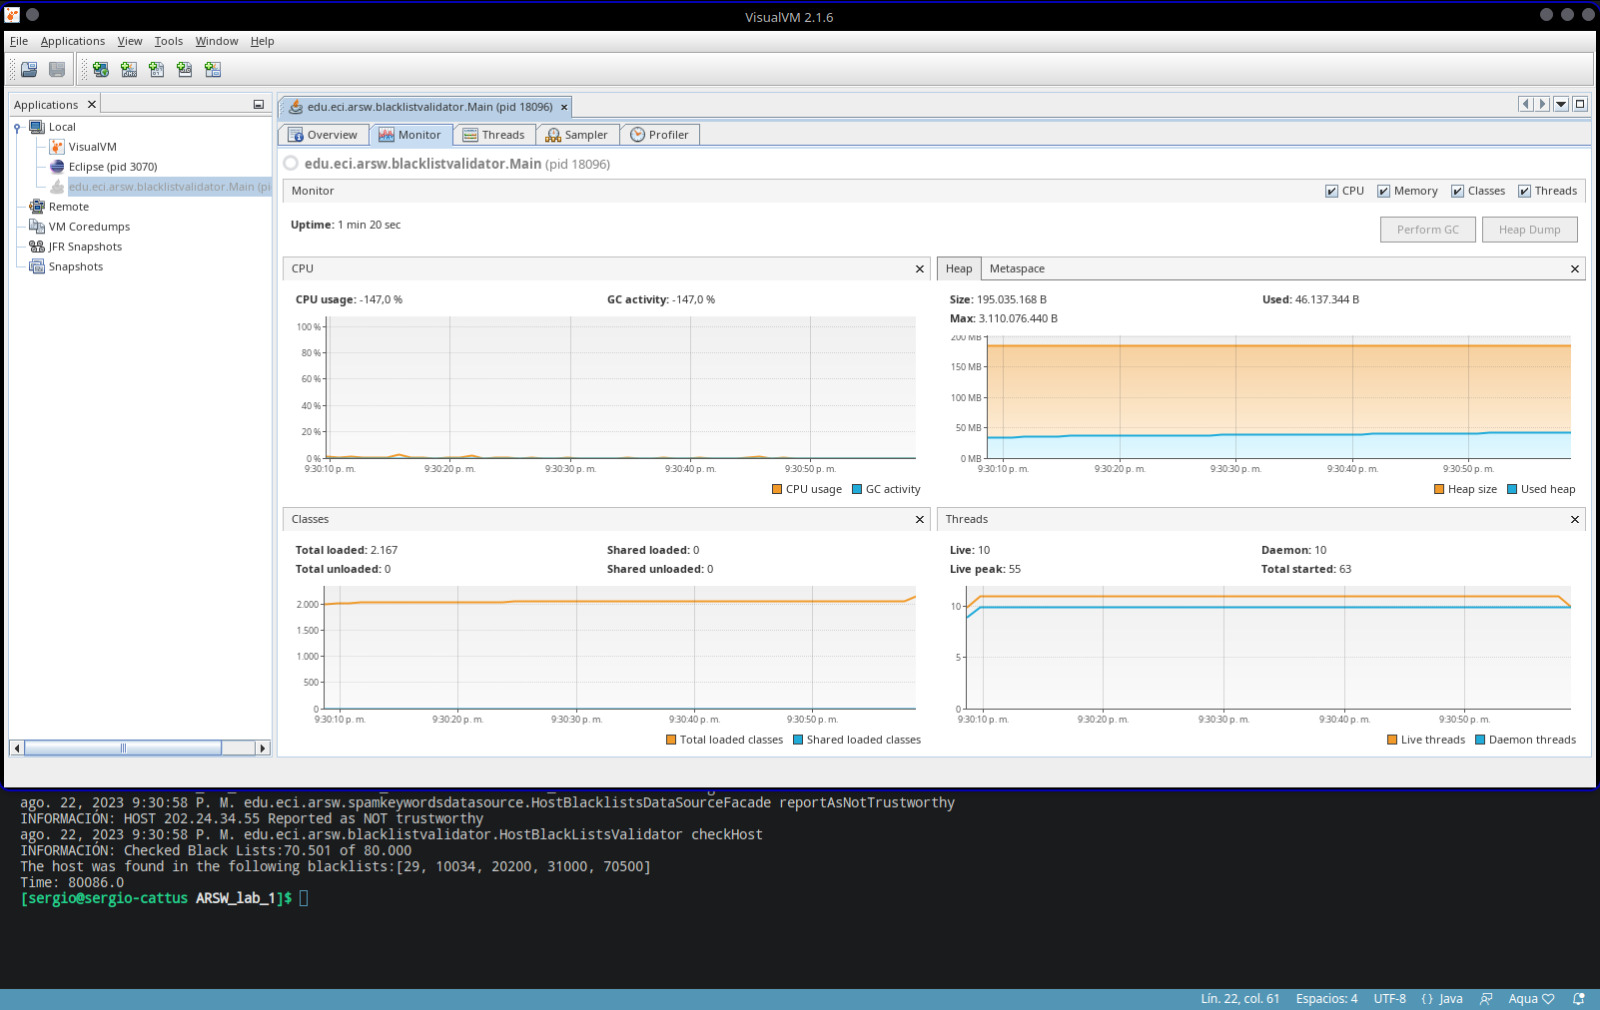 VisualVM 2.1.6
File Applications View Tools Window Help
Applications
Local
VisualVM
Eclipse (pid 3070)
edu.eci.arsw.blacklistvalidator.Main (pi
Remote
VM Coredumps
JFR Snapshots
Snapshots
edu.eci.arsw.blacklistvalidator.Main (pid 18096)
Overview Monitor Threads Sampler Profiler
edu.eci.arsw.blacklistvalidator.Main (pid 18096)
Monitor CPU Memory Classes Threads
Uptime: 1 min 20 sec
Perform GC Heap Dump
CPU
CPU usage: -147,0 % GC activity: -147,0 %
100 %
80 %
60 %
40 %
20 %
0 %
9:30:10 p. m. 9:30:20 p. m. 9:30:30 p. m. 9:30:40 p. m. 9:30:50 p. m.
CPU usage GC activity
Heap Metaspace
Size: 195.035.168 B Used: 46.137.344 B
Max: 3.110.076.440 B
200 MB
150 MB
100 MB
50 MB
0 MB
9:30:10 p. m. 9:30:20 p. m. 9:30:30 p. m. 9:30:40 p. m. 9:30:50 p. m.
Heap size Used heap
Classes
Total loaded: 2.167 Shared loaded: 0
Total unloaded: 0 Shared unloaded: 0
2.000
1.500
1.000
500
0
9:30:10 p. m. 9:30:20 p. m. 9:30:30 p. m. 9:30:40 p. m. 9:30:50 p. m.
Total loaded classes Shared loaded classes
Threads
Live: 10 Daemon: 10
Live peak: 55 Total started: 63
10
5
0
9:30:10 p. m. 9:30:20 p. m. 9:30:30 p. m. 9:30:40 p. m. 9:30:50 p. m.
Live threads Daemon threads
ago. 22, 2023 9:30:58 P. M. edu.eci.arsw.spamkeywordsdatasource.HostBlacklistsDataSourceFacade reportAsNotTrustworthy
INFORMACIÓN: HOST 202.24.34.55 Reported as NOT trustworthy
ago. 22, 2023 9:30:58 P. M. edu.eci.arsw.blacklistvalidator.HostBlackListsValidator checkHost
INFORMACIÓN: Checked Black Lists:70.501 of 80.000
The host was found in the following blacklists:[29, 10034, 20200, 31000, 70500]
Time: 80086.0
[sergio@sergio-cattus ARSW_lab_1]$
Lín. 22, col. 61 Espacios: 4 UTF-8 {} Java Aqua